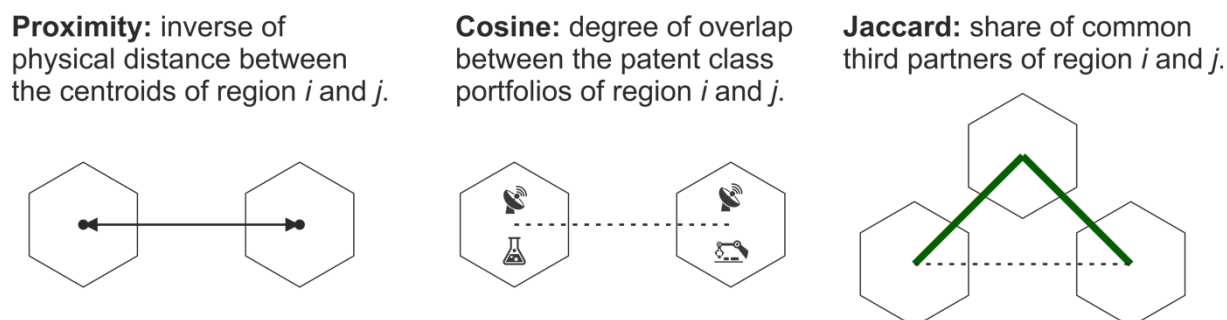 Proximity: inverse of
physical distance between
the centroids of region i and j.
Cosine: degree of overlap
between the patent class
portfolios of region i and j.
Jaccard: share of common
third partners of region i and j.